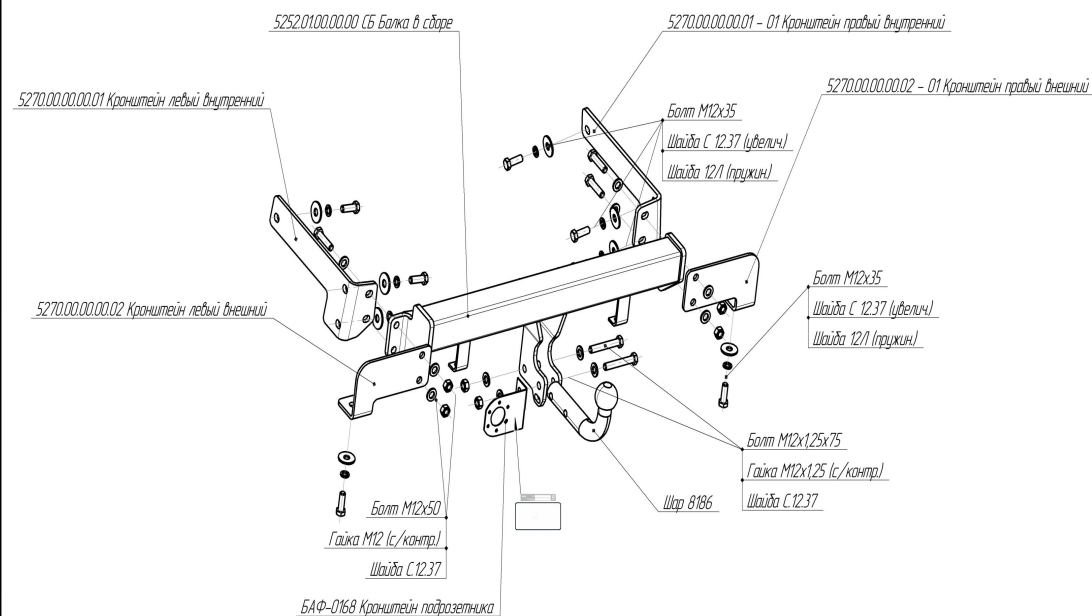 5252.01.00.00.00 СБ Балка в сборе
5270.00.00.00.01 - 01 Кронштейн правый внутренний
5270.00.00.00.02 - 01 Кронштейн правый внешний
5270.00.00.00.01 Кронштейн левый внутренний
Болт М12х35
Шайба С 12.37 (увелич.)
Шайба 12Л (пружин.)
5270.00.00.00.02 Кронштейн левый внешний
Болт М12х35
Шайба С 12.37 (увелич.)
Шайба 12Л (пружин.)
Болт М12х1,25х75
Гайка М12х1,25 (с/контр.)
Шайба С.12.37
Шар 8186
Болт М12х50
Гайка М12 (с/контр.)
Шайба С.12.37
БАФ-0168 Кронштейн подрозетника